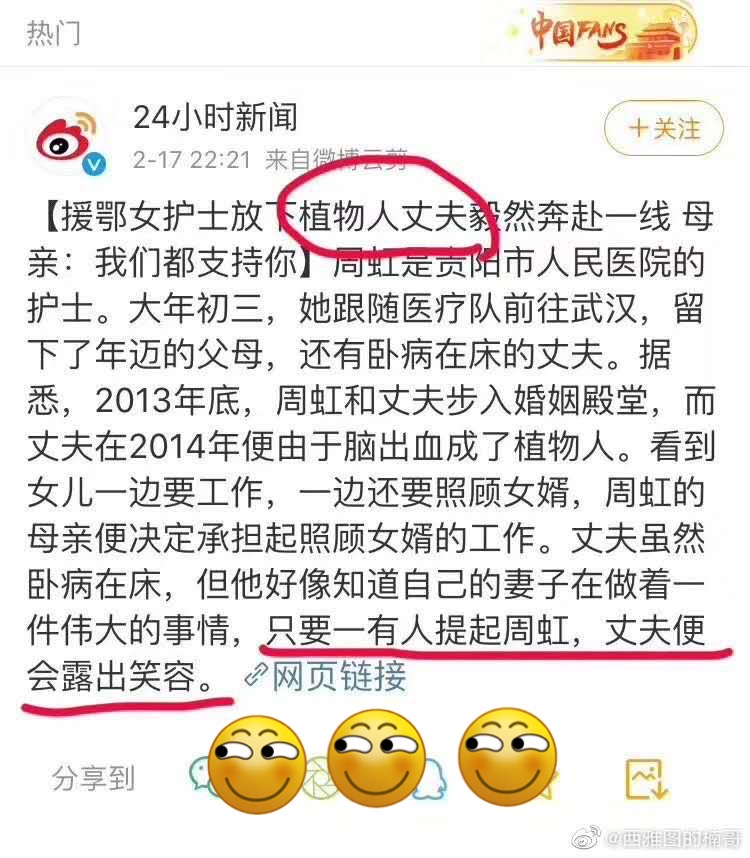 热门
中国FANS
24小时新闻
+关注
2-17 22:21 来自微博云剪
【援鄂女护士放下植物人丈夫毅然奔赴一线 母
亲：我们都支持你】周虹是贵阳市人民医院的
护士。大年初三，她跟随医疗队前往武汉，留
下了年迈的父母，还有卧病在床的丈夫。据
悉，2013年底，周虹和丈夫步入婚姻殿堂，而
丈夫在2014年便由于脑出血成了植物人。看到
女儿一边要工作，一边还要照顾女婿，周虹的
母亲便决定承担起照顾女婿的工作。丈夫虽然
卧病在床，但他好像知道自己的妻子在做着一
件伟大的事情，只要一有人提起周虹，丈夫便
会露出笑容。网页链接
分享到
@西雅图的楠哥